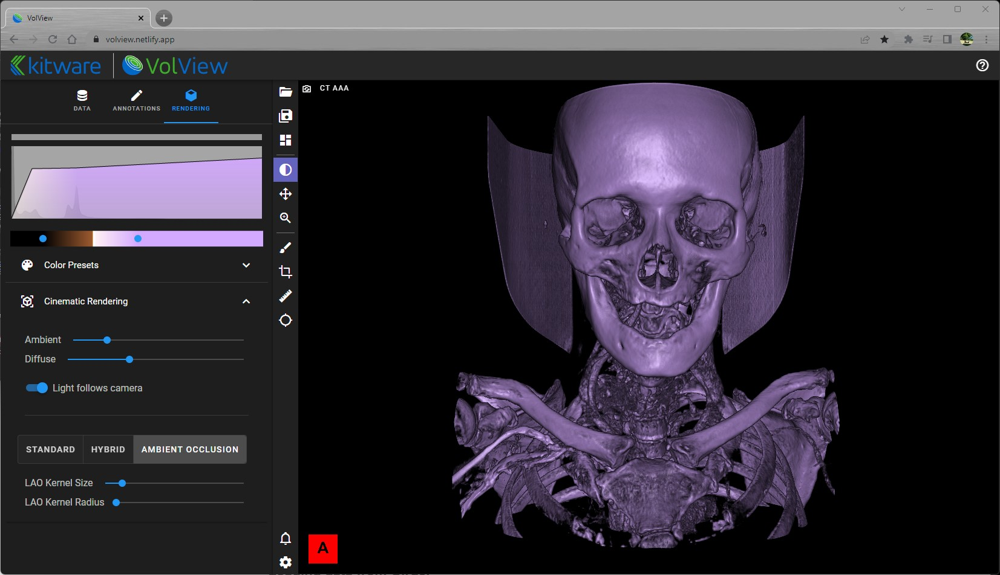 VolView
volview.netlify.app
kitware VolView
DATA ANNOTATIONS RENDERING
CT AAA
Color Presets
Cinematic Rendering
Ambient
Diffuse
Light follows camera
STANDARD HYBRID AMBIENT OCCLUSION
LAO Kernel Size
LAO Kernel Radius
A